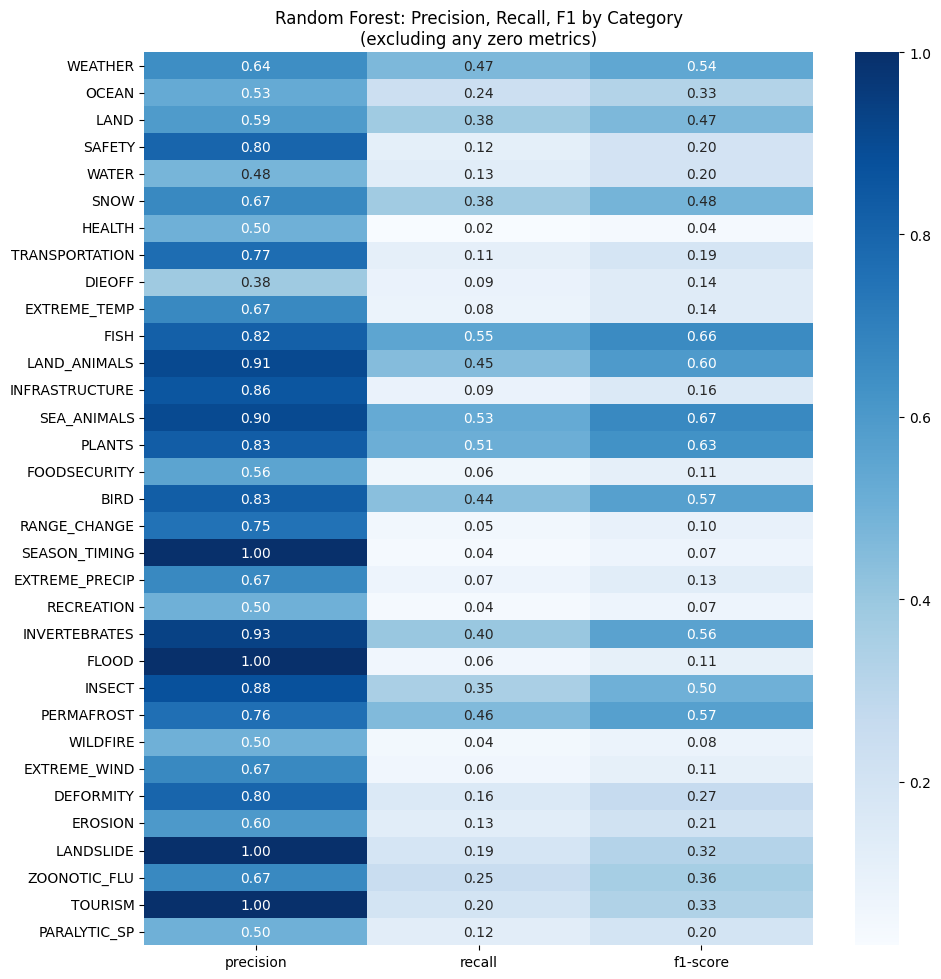 Random Forest: Precision, Recall, F1 by Category
(excluding any zero metrics)
WEATHER 0.64 0.47 0.54
OCEAN 0.53 0.24 0.33
LAND 0.59 0.38 0.47
SAFETY 0.80 0.12 0.20
WATER 0.48 0.13 0.20
SNOW 0.67 0.38 0.48
HEALTH 0.50 0.02 0.04
TRANSPORTATION 0.77 0.11 0.19
DIEOFF 0.38 0.09 0.14
EXTREME_TEMP 0.67 0.08 0.14
FISH 0.82 0.55 0.66
LAND_ANIMALS 0.91 0.45 0.60
INFRASTRUCTURE 0.86 0.09 0.16
SEA_ANIMALS 0.90 0.53 0.67
PLANTS 0.83 0.51 0.63
FOODSECURITY 0.56 0.06 0.11
BIRD 0.83 0.44 0.57
RANGE_CHANGE 0.75 0.05 0.10
SEASON_TIMING 1.00 0.04 0.07
EXTREME_PRECIP 0.67 0.07 0.13
RECREATION 0.50 0.04 0.07
INVERTEBRATES 0.93 0.40 0.56
FLOOD 1.00 0.06 0.11
INSECT 0.88 0.35 0.50
PERMAFROST 0.76 0.46 0.57
WILDFIRE 0.50 0.04 0.08
EXTREME_WIND 0.67 0.06 0.11
DEFORMITY 0.80 0.16 0.27
EROSION 0.60 0.13 0.21
LANDSLIDE 1.00 0.19 0.32
ZOONOTIC_FLU 0.67 0.25 0.36
TOURISM 1.00 0.20 0.33
PARALYTIC_SP 0.50 0.12 0.20
precision recall f1-score
1.0
0.8
0.6
0.4
0.2